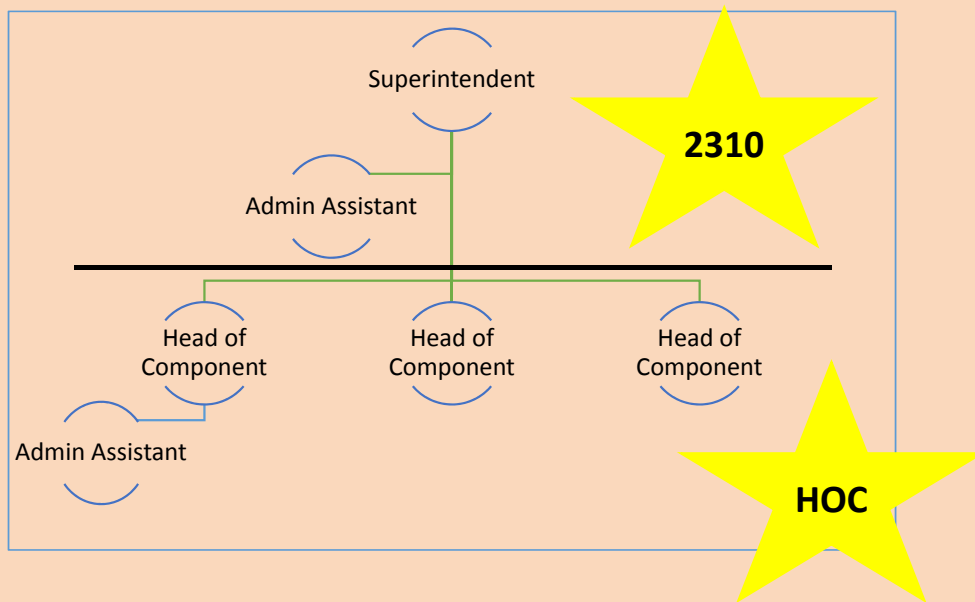 Superintendent
2310
Admin Assistant
Head of
Component
Head of
Component
Head of
Component
Admin Assistant
HOC